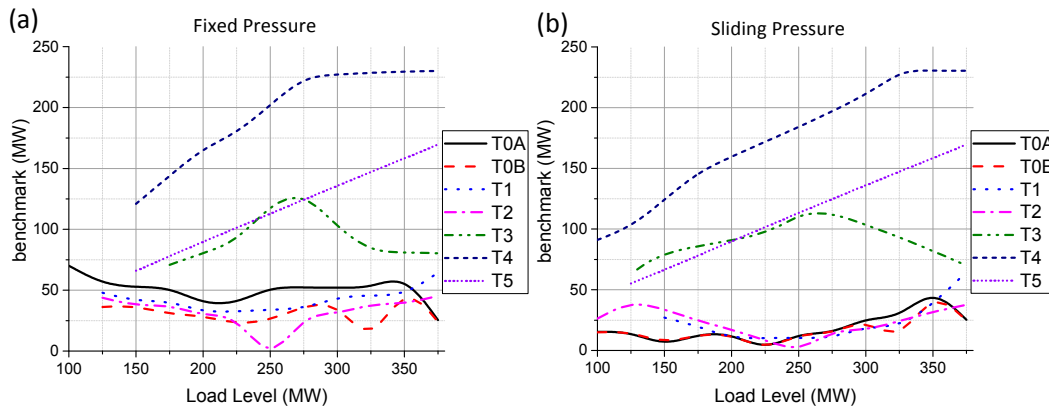 (a)
Fixed Pressure
250
200
150
100
50
0
benchmark (MW)
100
150
200
250
300
350
Load Level (MW)
T0A
T0B
T1
T2
T3
T4
T5
(b)
Sliding Pressure
250
200
150
100
50
0
benchmark (MW)
100
150
200
250
300
350
Load Level (MW)
T0A
T0B
T1
T2
T3
T4
T5